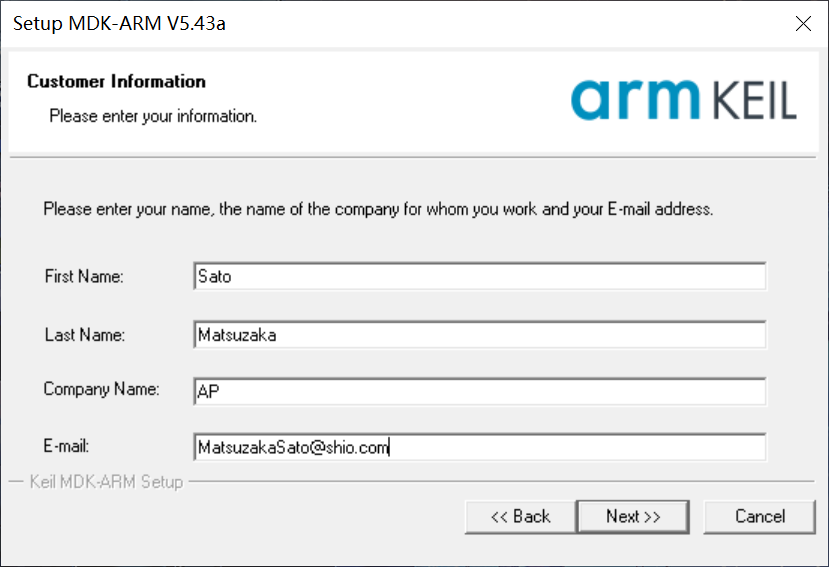 Setup MDK-ARM V5.43a
Customer Information
Please enter your information.
arm KEIL
Please enter your name, the name of the company for whom you work and your E-mail address.
First Name: Sato
Last Name: Matsuzaka
Company Name: AP
E-mail: MatsuzakaSato@shio.com
Keil MDK-ARM Setup
<< Back Next >> Cancel